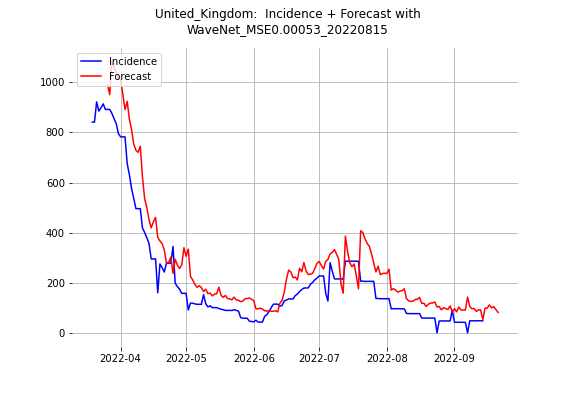 United_Kingdom:  Incidence + Forecast with
WaveNet_MSE0.00053_20220815
Incidence
Forecast
1000
800
600
400
200
0
2022-04 2022-05 2022-06 2022-07 2022-08 2022-09